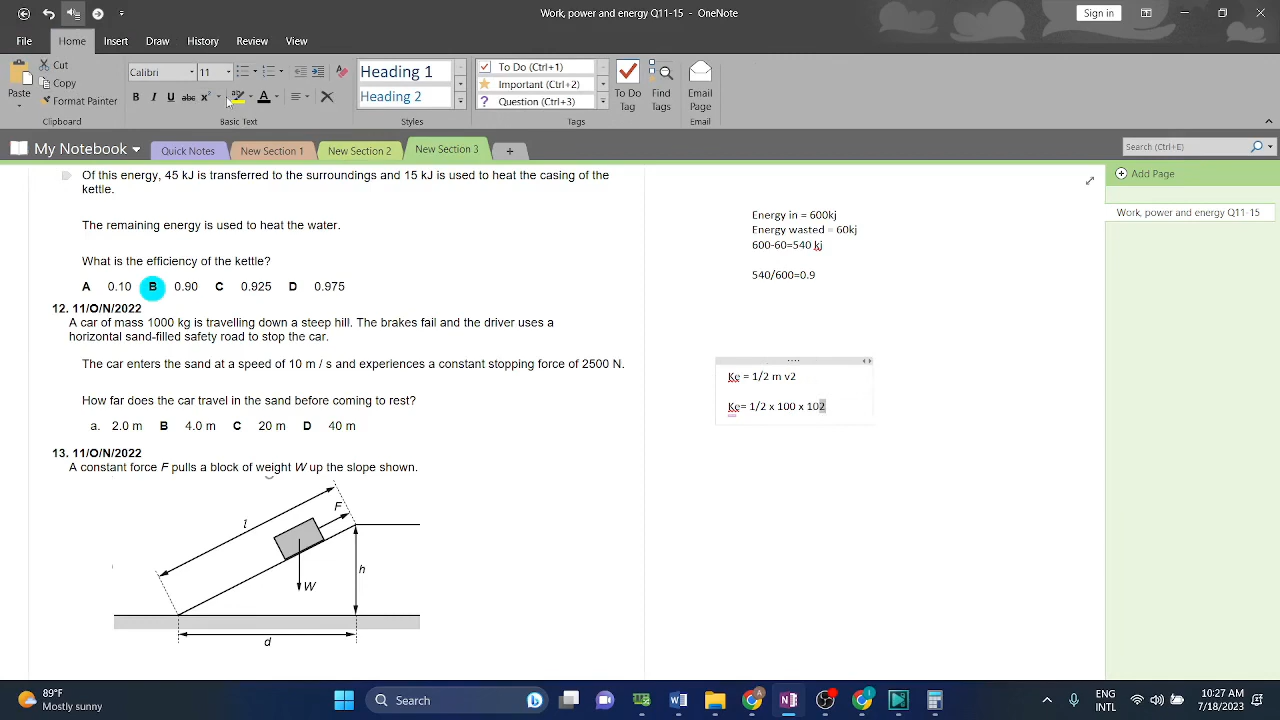 Work, power and energy Q11-15 - OneNote
Sign in
File Home Insert Draw History Review View
Paste
Cut
Copy
Format Painter
Clipboard
Calibri 11
B I U abc x² A
Basic Text
Heading 1
Heading 2
Styles
To Do (Ctrl+1)
Important (Ctrl+2)
Question (Ctrl+3)
Tags
To Do Tag
Find Tags
Email Page
Email
My Notebook
Quick Notes
New Section 1
New Section 2
New Section 3
+
Search (Ctrl+E)
Add Page
Work, power and energy Q11-15
Of this energy, 45 kJ is transferred to the surroundings and 15 kJ is used to heat the casing of the
kettle.
The remaining energy is used to heat the water.
What is the efficiency of the kettle?
A 0.10 B 0.90 C 0.925 D 0.975
12. 11/O/N/2022
A car of mass 1000 kg is travelling down a steep hill. The brakes fail and the driver uses a
horizontal sand-filled safety road to stop the car.
The car enters the sand at a speed of 10 m / s and experiences a constant stopping force of 2500 N.
How far does the car travel in the sand before coming to rest?
a. 2.0 m B 4.0 m C 20 m D 40 m
13. 11/O/N/2022
A constant force F pulls a block of weight W up the slope shown.
l
F
h
W
d
Energy in = 600kj
Energy wasted = 60kj
600-60=540 kj
540/600=0.9
Ke = 1/2 m v2
Ke= 1/2 x 100 x 102
89°F
Mostly sunny
Search
ENG
INTL
10:27 AM
7/18/2023